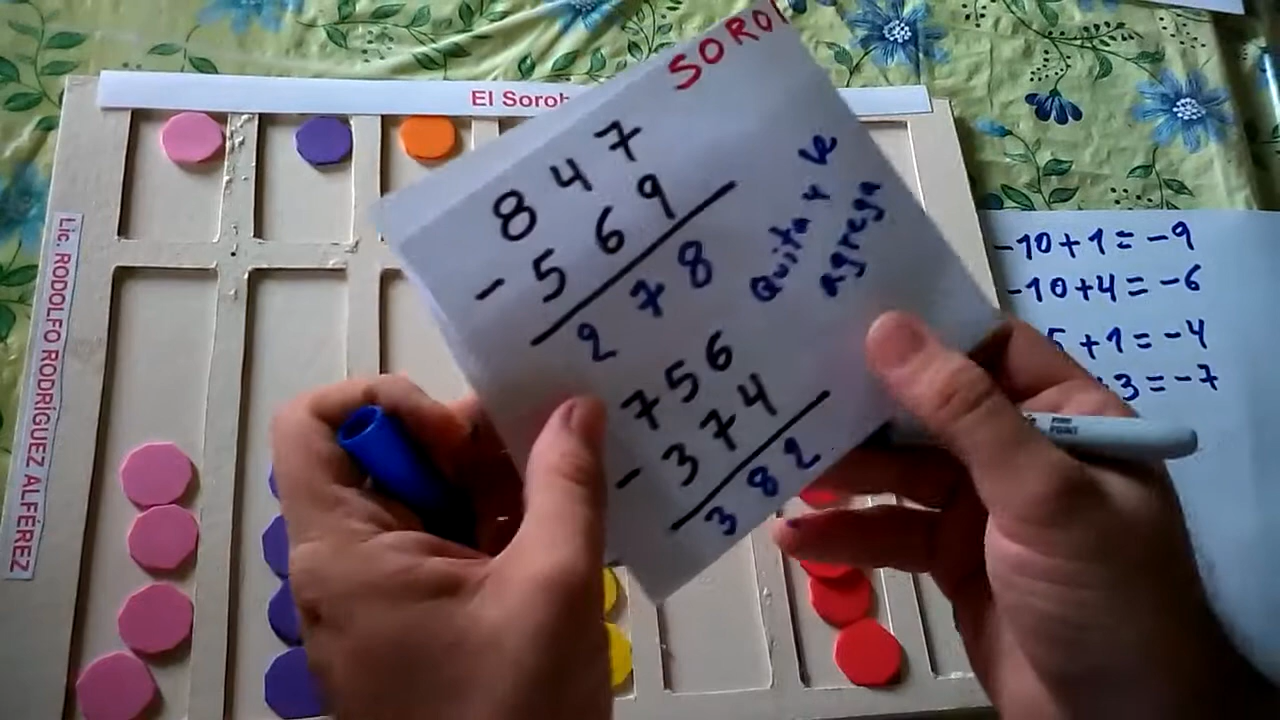 El Sorob
Lic. RODOLFO RODRÍGUEZ ALFÉREZ
SORO
847
- 569
278
756
- 374
382
Quita y le
agrega
-10+1=-9
-10+4=-6
5+1=-4
+3=-7